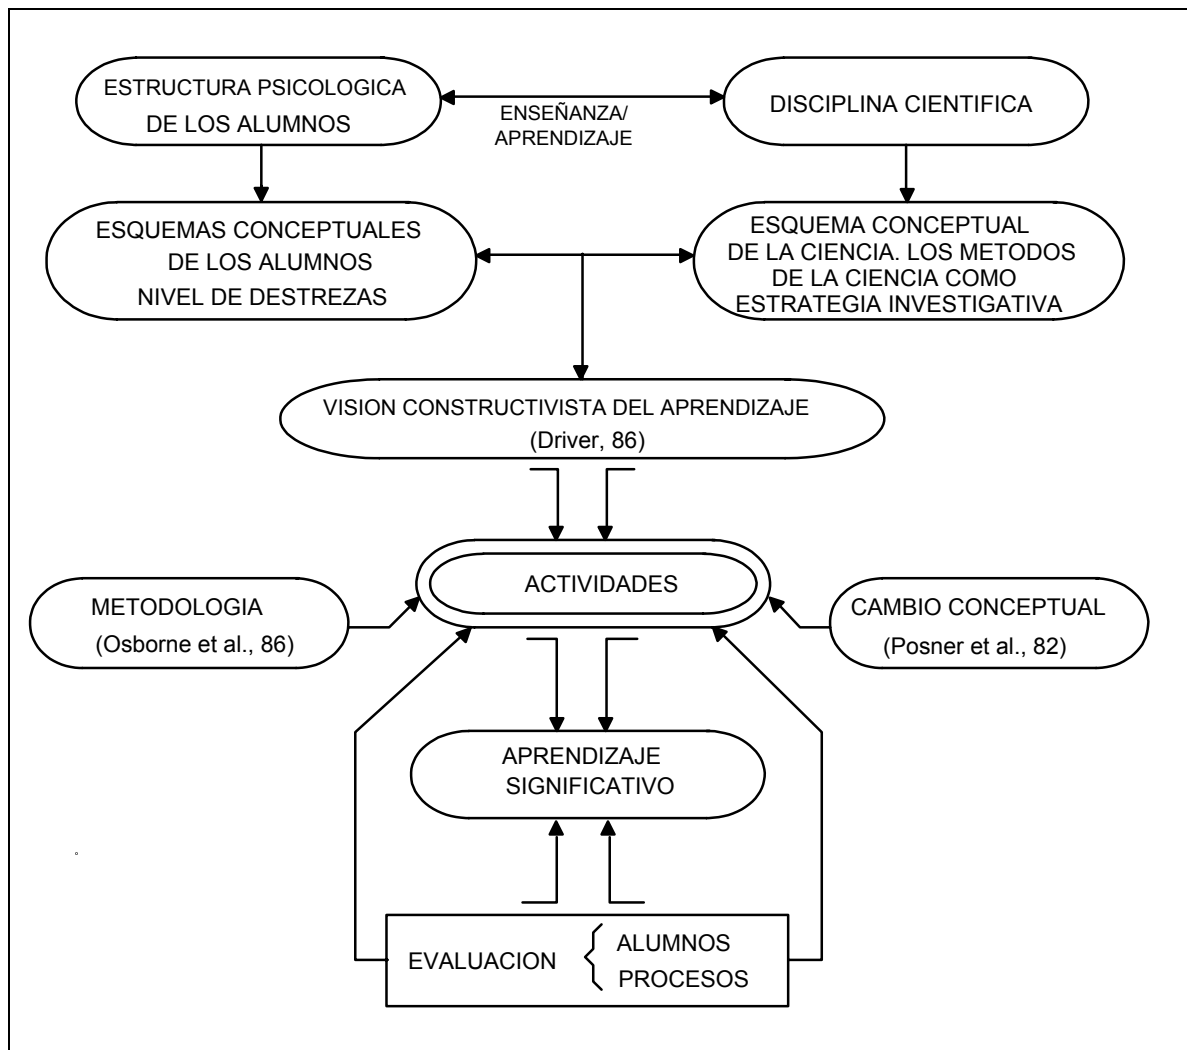 ESTRUCTURA PSICOLOGICA
DE LOS ALUMNOS
ENSEÑANZA/
APRENDIZAJE
DISCIPLINA CIENTIFICA
ESQUEMAS CONCEPTUALES
DE LOS ALUMNOS
NIVEL DE DESTREZAS
ESQUEMA CONCEPTUAL
DE LA CIENCIA. LOS METODOS
DE LA CIENCIA COMO
ESTRATEGIA INVESTIGATIVA
VISION CONSTRUCTIVISTA DEL APRENDIZAJE
(Driver, 86)
ACTIVIDADES
METODOLOGIA
(Osborne et al., 86)
CAMBIO CONCEPTUAL
(Posner et al., 82)
APRENDIZAJE
SIGNIFICATIVO
EVALUACION
ALUMNOS
PROCESOS